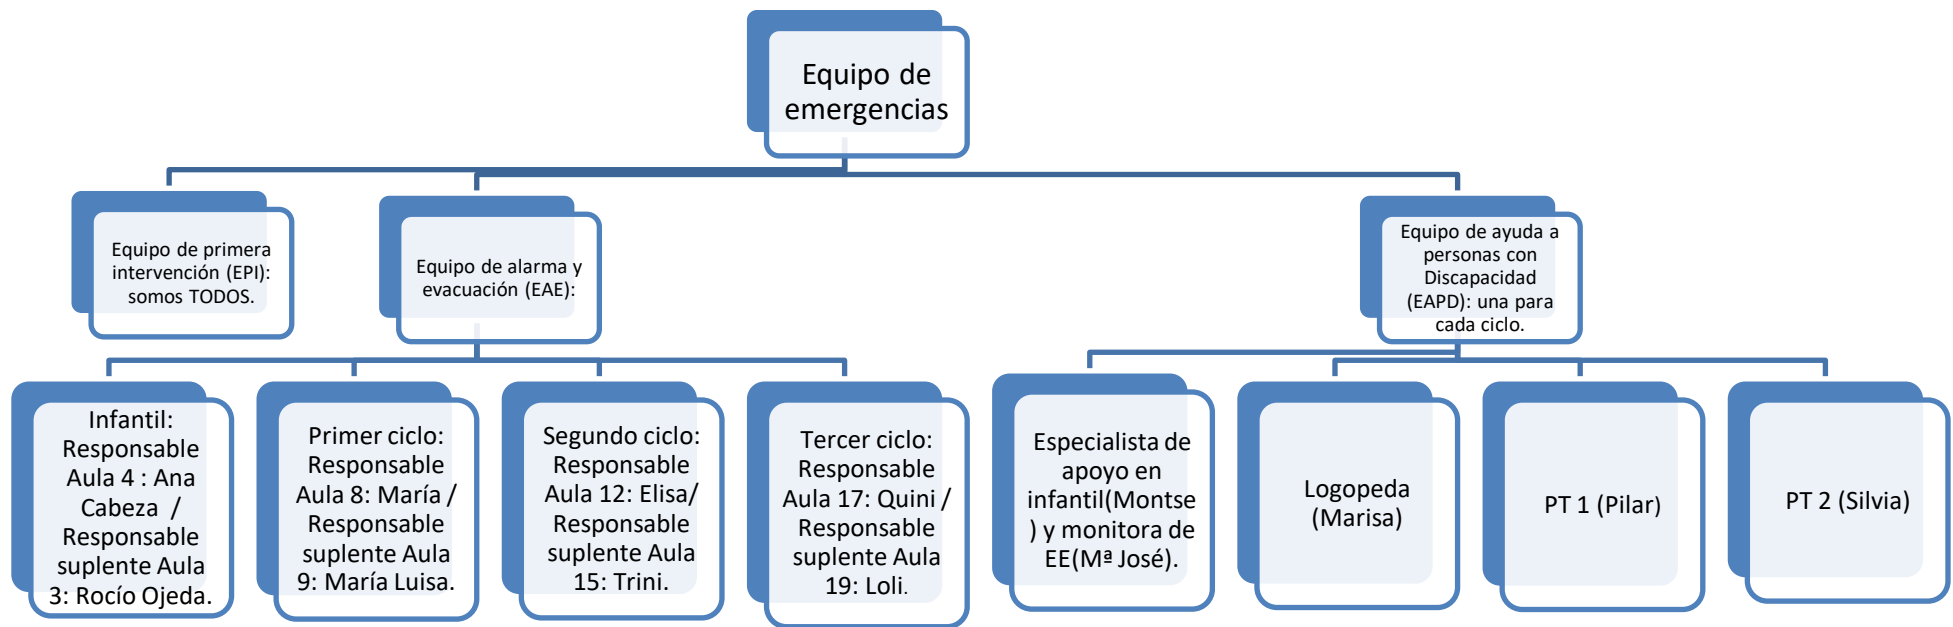 Equipo de
emergencias
Equipo de primera
intervención (EPI):
somos TODOS.
Equipo de alarma y
evacuación (EAE):
Equipo de ayuda a
personas con
Discapacidad
(EAPD): una para
cada ciclo.
Infantil:
Responsable
Aula 4 : Ana
Cabeza /
Responsable
suplente Aula
3: Rocío Ojeda.
Primer ciclo:
Responsable
Aula 8: María /
Responsable
suplente Aula
9: María Luisa.
Segundo ciclo:
Responsable
Aula 12: Elisa/
Responsable
suplente Aula
15: Trini.
Tercer ciclo:
Responsable
Aula 17: Quini /
Responsable
suplente Aula
19: Loli.
Especialista de
apoyo en
infantil(Montse
) y monitora de
EE(Mª José).
Logopeda
(Marisa)
PT 1 (Pilar)
PT 2 (Silvia)